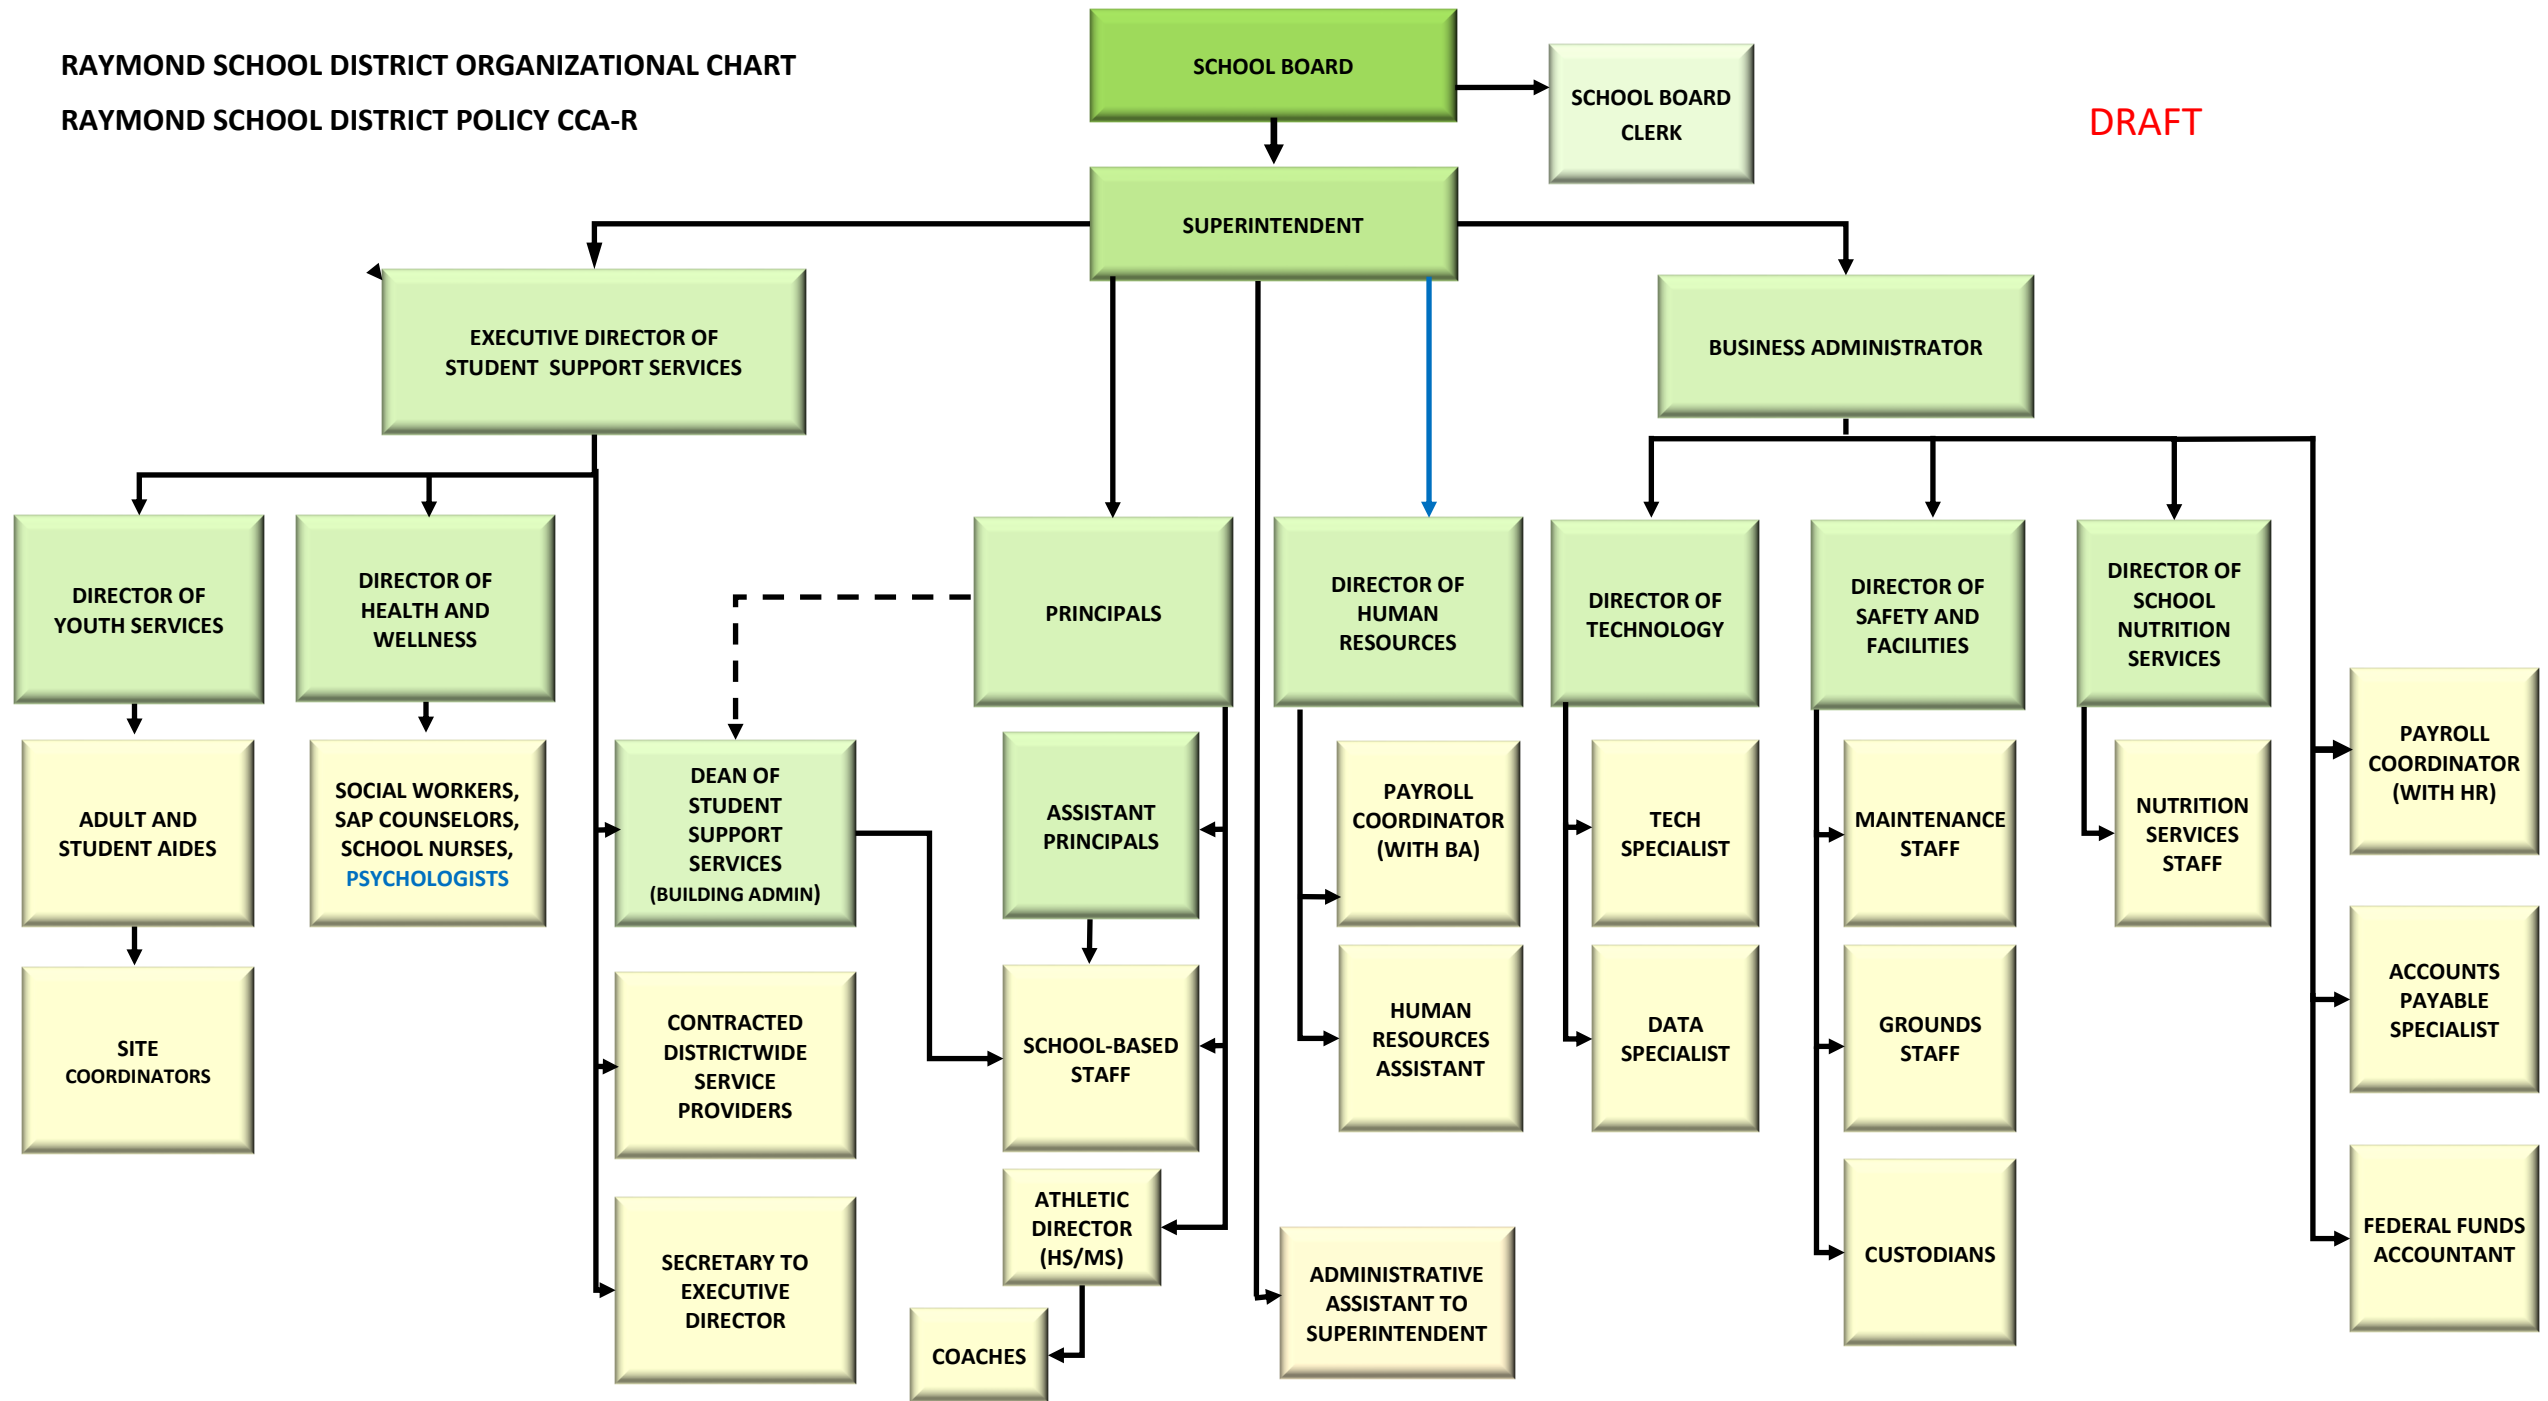 RAYMOND SCHOOL DISTRICT ORGANIZATIONAL CHART
RAYMOND SCHOOL DISTRICT POLICY CCA-R
DRAFT
SCHOOL BOARD
SCHOOL BOARD
CLERK
SUPERINTENDENT
EXECUTIVE DIRECTOR OF
STUDENT SUPPORT SERVICES
BUSINESS ADMINISTRATOR
DIRECTOR OF
YOUTH SERVICES
DIRECTOR OF
HEALTH AND
WELLNESS
PRINCIPALS
DIRECTOR OF
HUMAN
RESOURCES
DIRECTOR OF
TECHNOLOGY
DIRECTOR OF
SAFETY AND
FACILITIES
DIRECTOR OF
SCHOOL
NUTRITION
SERVICES
ADULT AND
STUDENT AIDES
SOCIAL WORKERS,
SAP COUNSELORS,
SCHOOL NURSES,
PSYCHOLOGISTS
DEAN OF
STUDENT
SUPPORT
SERVICES
(BUILDING ADMIN)
ASSISTANT
PRINCIPALS
PAYROLL
COORDINATOR
(WITH BA)
TECH
SPECIALIST
MAINTENANCE
STAFF
NUTRITION
SERVICES
STAFF
PAYROLL
COORDINATOR
(WITH HR)
SITE
COORDINATORS
CONTRACTED
DISTRICTWIDE
SERVICE
PROVIDERS
SCHOOL-BASED
STAFF
HUMAN
RESOURCES
ASSISTANT
DATA
SPECIALIST
GROUNDS
STAFF
ACCOUNTS
PAYABLE
SPECIALIST
SECRETARY TO
EXECUTIVE
DIRECTOR
ATHLETIC
DIRECTOR
(HS/MS)
COACHES
ADMINISTRATIVE
ASSISTANT TO
SUPERINTENDENT
CUSTODIANS
FEDERAL FUNDS
ACCOUNTANT